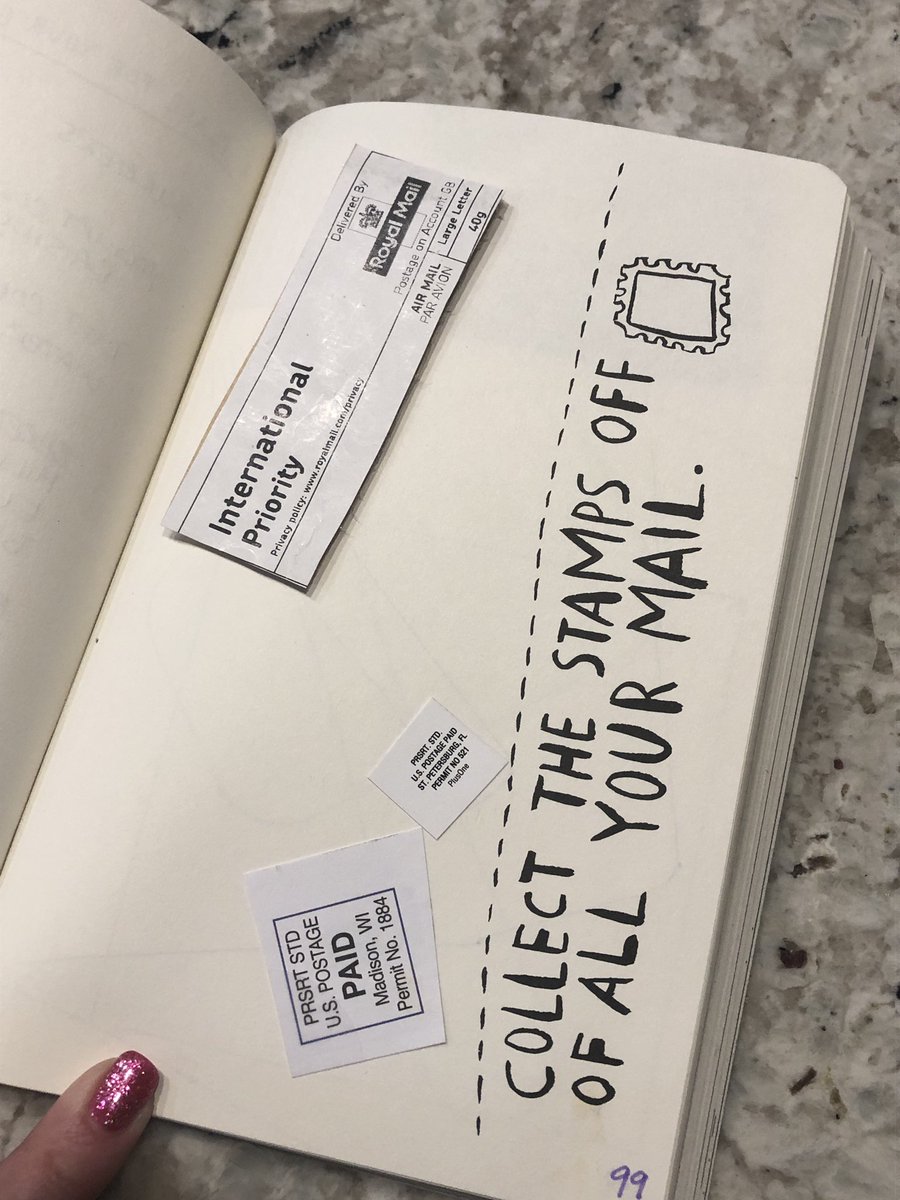 COLLECT THE STAMPS OFF
OF ALL YOUR MAIL.
Delivered By
Royal Mail
Postage on Account GB
Large Letter
40g
AIR MAIL
PAR AVION
International
Priority
Privacy policy: www.royalmail.com/privacy
PRSRT. STD.
U.S. POSTAGE PAID
ST. PETERSBURG, FL
PERMIT NO 521
PlusOne
PRSRT STD
U.S. POSTAGE
PAID
Madison, WI
Permit No. 1884
99